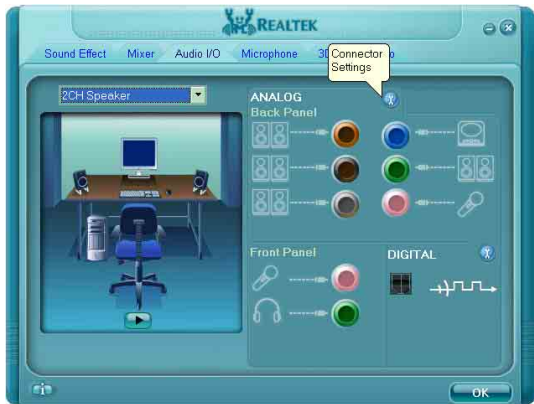 REALTEK
Sound Effect Mixer Audio I/O Microphone 3D
Connector
Settings
2CH Speaker
ANALOG
Back Panel
Front Panel
DIGITAL
OK